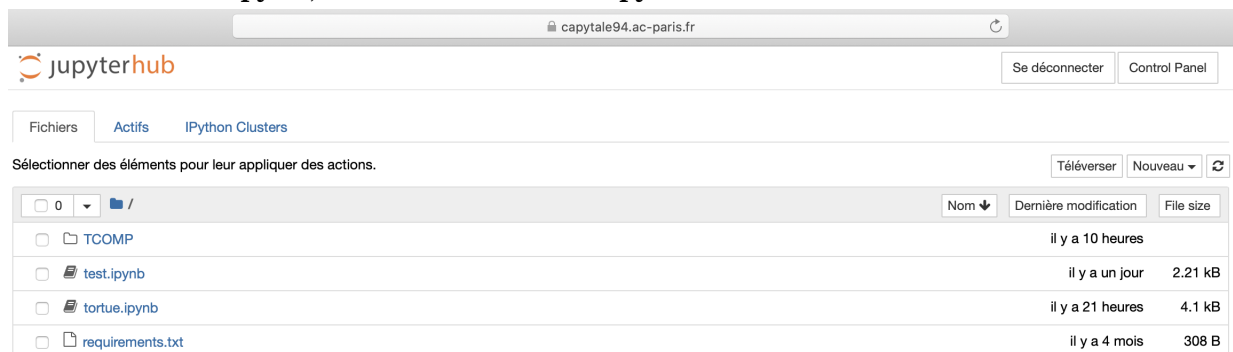 capytale94.ac-paris.fr
jupyterhub
Se déconnecter Control Panel
Fichiers Actifs IPython Clusters
Sélectionner des éléments pour leur appliquer des actions.
Téléverser Nouveau
0 / Nom Dernière modification File size
TCOMP il y a 10 heures
test.ipynb il y a un jour 2.21 kB
tortue.ipynb il y a 21 heures 4.1 kB
requirements.txt il y a 4 mois 308 B